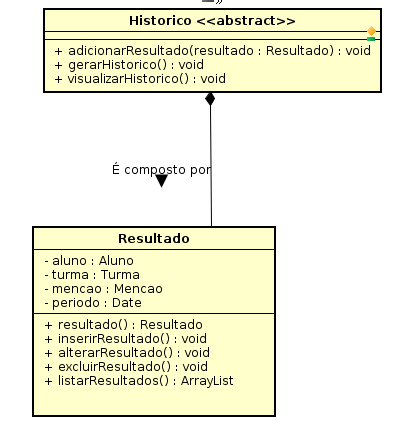 Historico <<abstract>>
+ adicionarResultado(resultado : Resultado) : void
+ gerarHistorico() : void
+ visualizarHistorico() : void
É composto por
Resultado
- aluno : Aluno
- turma : Turma
- mencao : Mencao
- periodo : Date
+ resultado() : Resultado
+ inserirResultado() : void
+ alterarResultado() : void
+ excluirResultado() : void
+ listarResultados() : ArrayList